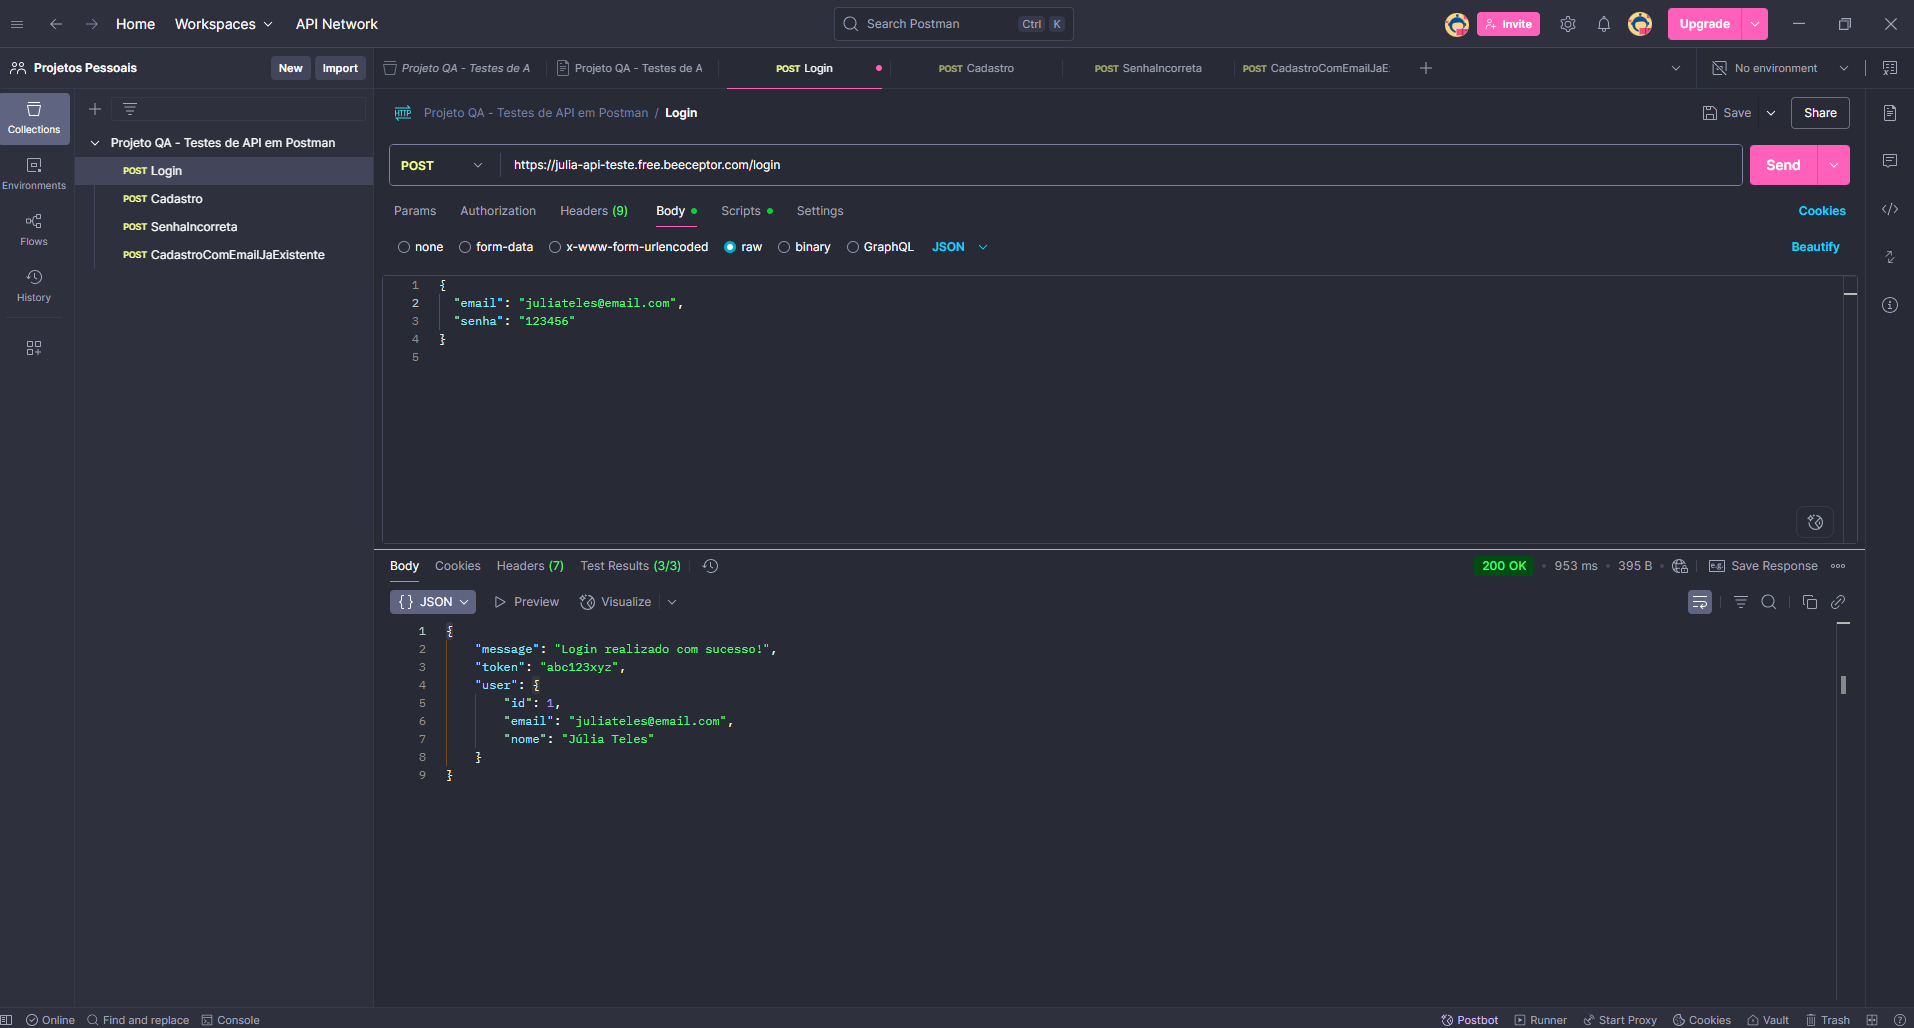 Home Workspaces API Network Search Postman Ctrl K Invite Upgrade
Projetos Pessoais New Import Projeto QA - Testes de A Projeto QA - Testes de A POST Login POST Cadastro POST SenhaIncorreta POST CadastroComEmailJaE No environment
Collections
Environments
Flows
History
Projeto QA - Testes de API em Postman
POST Login
POST Cadastro
POST SenhaIncorreta
POST CadastroComEmailJaExistente
HTTP Projeto QA - Testes de API em Postman / Login Save Share
POST https://julia-api-teste.free.beeceptor.com/login Send
Params Authorization Headers (9) Body Scripts Settings Cookies
none form-data x-www-form-urlencoded raw binary GraphQL JSON Beautify
1 {
2 "email": "juliateles@email.com",
3 "senha": "123456"
4 }
5
Body Cookies Headers (7) Test Results (3/3) 200 OK • 953 ms • 395 B • e.g. Save Response
{} JSON Preview Visualize
1 {
2 "message": "Login realizado com sucesso!",
3 "token": "abc123xyz",
4 "user": {
5 "id": 1,
6 "email": "juliateles@email.com",
7 "nome": "Júlia Teles"
8 }
9 }
Online Find and replace Console Postbot Runner Start Proxy Cookies Vault Trash